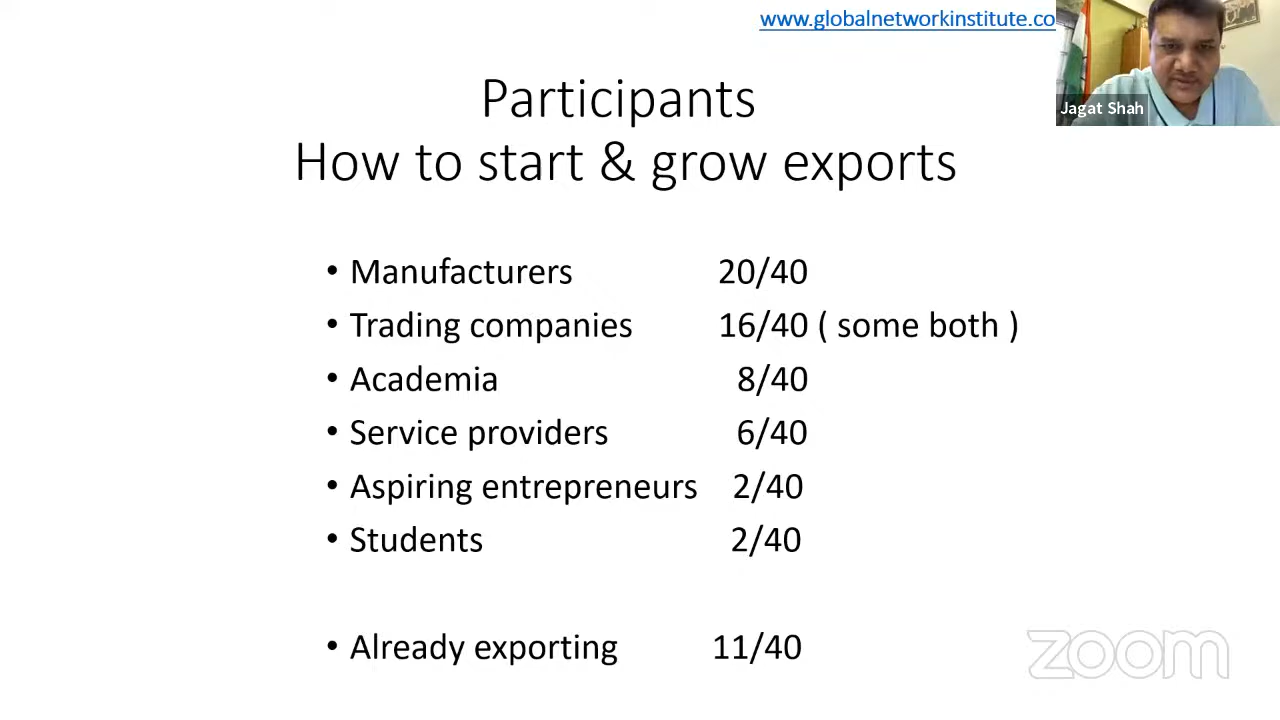 www.globalnetworkinstitute.co
Jagat Shah
Participants
How to start & grow exports
• Manufacturers 20/40
• Trading companies 16/40 ( some both )
• Academia 8/40
• Service providers 6/40
• Aspiring entrepreneurs 2/40
• Students 2/40
• Already exporting 11/40
zoom